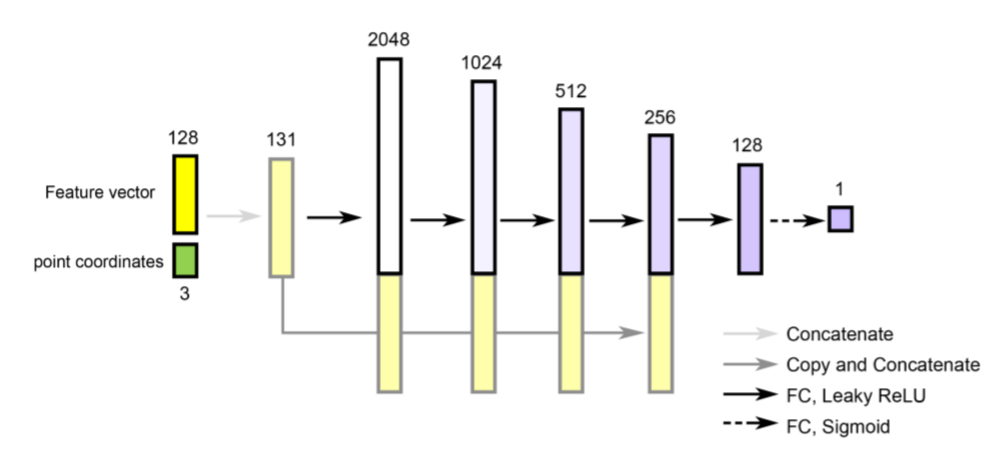 2048
1024
512
256
128
131
128
1
Feature vector
point coordinates
3
Concatenate
Copy and Concatenate
FC, Leaky ReLU
FC, Sigmoid